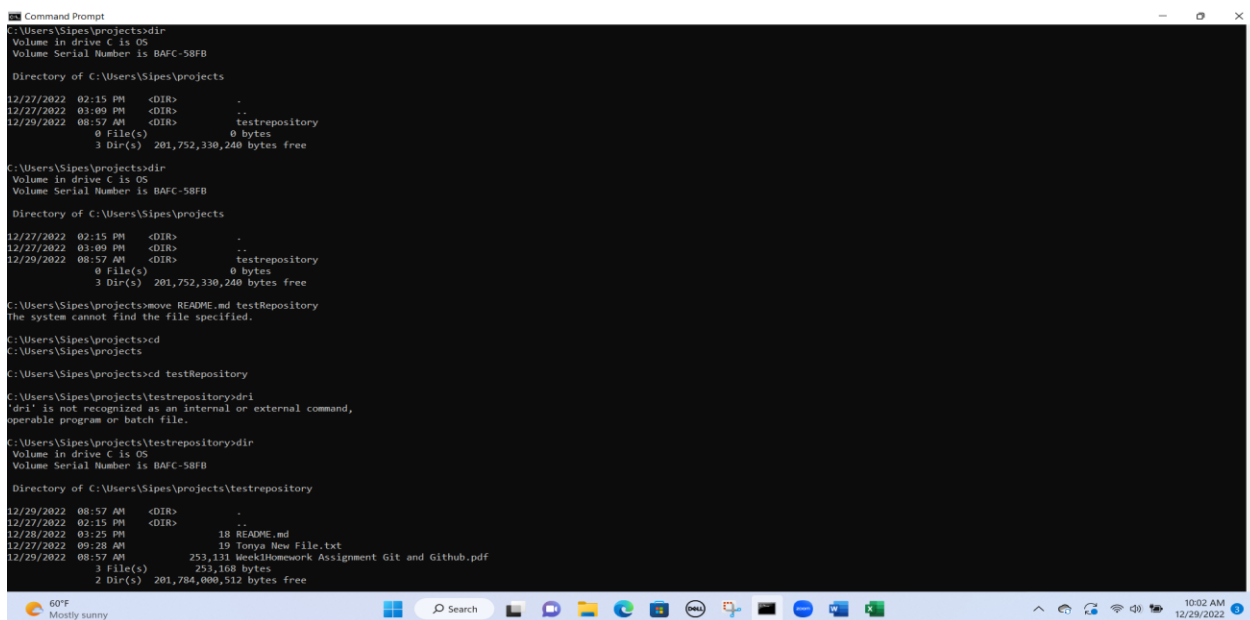 Command Prompt
C:\Users\Sipes\projects>dir
Volume in drive C is OS
Volume Serial Number is BAFC-58FB
Directory of C:\Users\Sipes\projects
12/27/2022 02:15 PM <DIR> .
12/27/2022 03:09 PM <DIR> ..
12/29/2022 08:57 AM <DIR> testrepository
0 File(s) 0 bytes
3 Dir(s) 201,752,330,240 bytes free
C:\Users\Sipes\projects>dir
Volume in drive C is OS
Volume Serial Number is BAFC-58FB
Directory of C:\Users\Sipes\projects
12/27/2022 02:15 PM <DIR> .
12/27/2022 03:09 PM <DIR> ..
12/29/2022 08:57 AM <DIR> testrepository
0 File(s) 0 bytes
3 Dir(s) 201,752,330,240 bytes free
C:\Users\Sipes\projects>move README.md testRepository
The system cannot find the file specified.
C:\Users\Sipes\projects>cd
C:\Users\Sipes\projects
C:\Users\Sipes\projects>cd testRepository
C:\Users\Sipes\projects\testrepository>dri
'dri' is not recognized as an internal or external command,
operable program or batch file.
C:\Users\Sipes\projects\testrepository>dir
Volume in drive C is OS
Volume Serial Number is BAFC-58FB
Directory of C:\Users\Sipes\projects\testrepository
12/29/2022 08:57 AM <DIR> .
12/27/2022 02:15 PM <DIR> ..
12/28/2022 03:25 PM 18 README.md
12/27/2022 09:28 AM 19 Tonya New File.txt
12/29/2022 08:57 AM 253,131 Week1Homework Assignment Git and Github.pdf
3 File(s) 253,168 bytes
2 Dir(s) 201,784,000,512 bytes free
60°F
Mostly sunny
Search
DELL
zoom
W
X
10:02 AM
12/29/2022
3